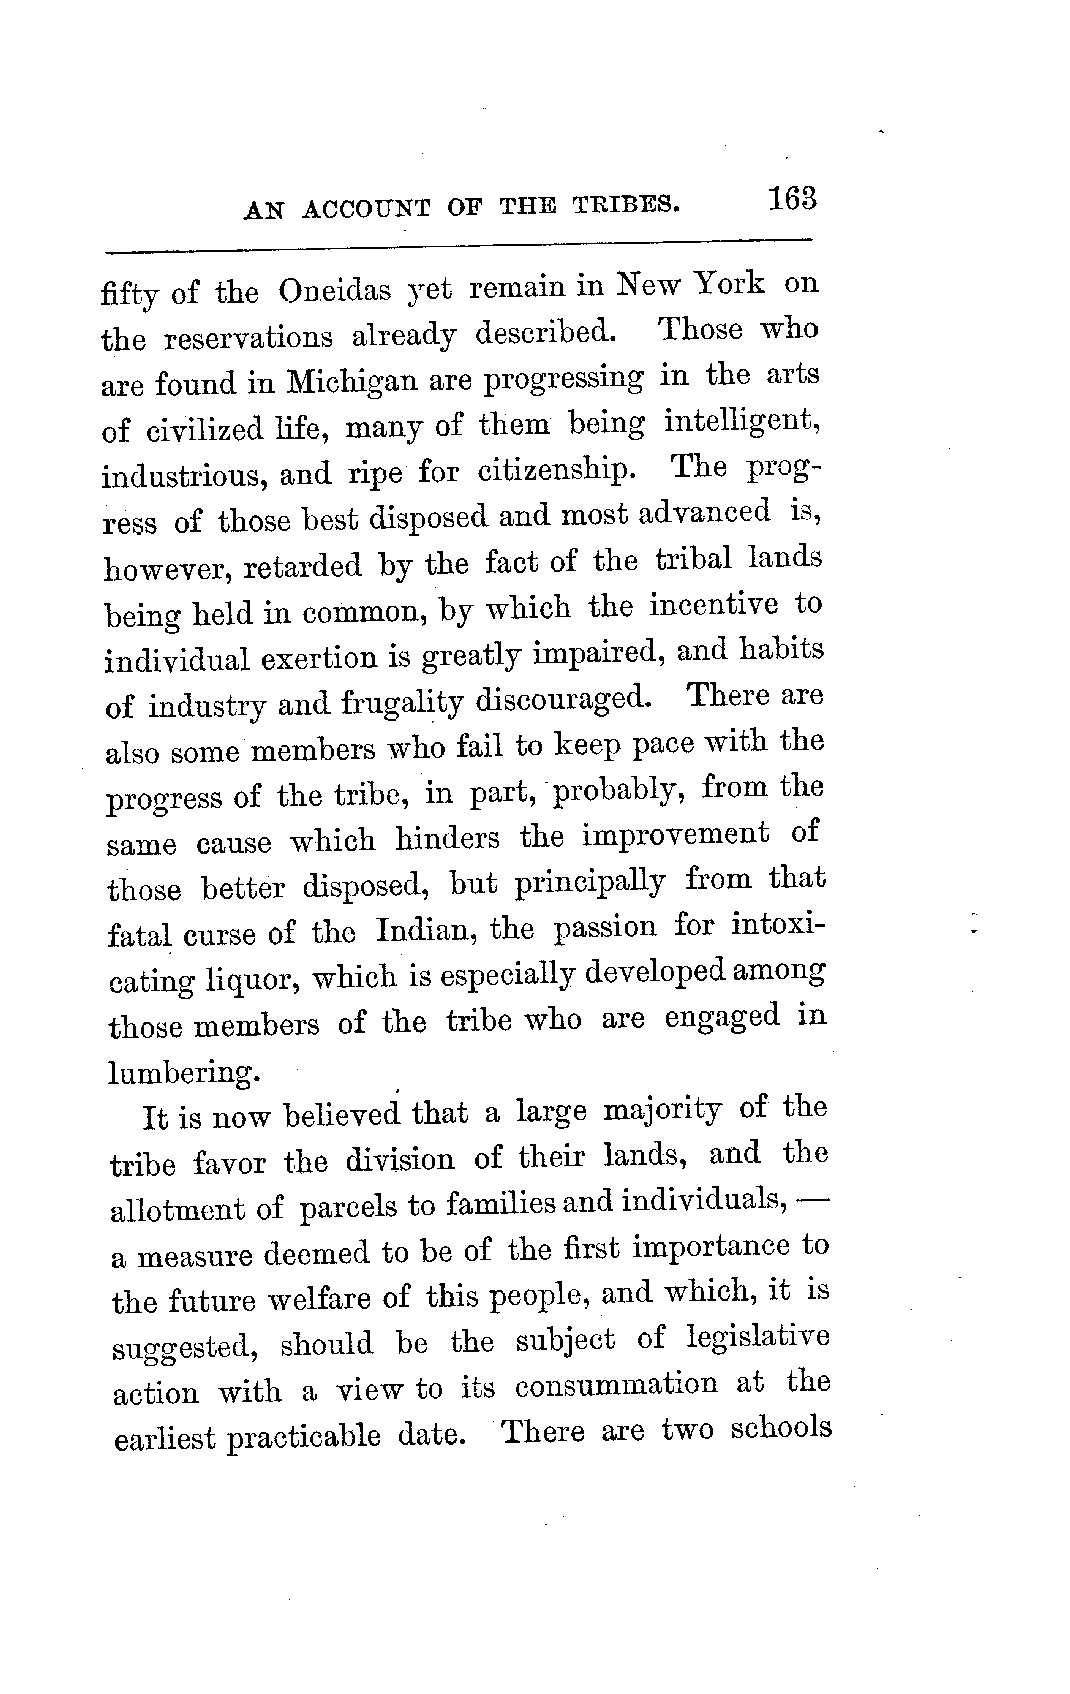 AN ACCOUNT OF THE TRIBES. 163
fifty of the Oneidas yet remain in New York on
the reservations already described. Those who
are found in Michigan are progressing in the arts
of civilized life, many of them being intelligent,
industrious, and ripe for citizenship. The prog-
ress of those best disposed and most advanced is,
however, retarded by the fact of the tribal lands
being held in common, by which the incentive to
individual exertion is greatly impaired, and habits
of industry and frugality discouraged. There are
also some members who fail to keep pace with the
progress of the tribe, in part, probably, from the
same cause which hinders the improvement of
those better disposed, but principally from that
fatal curse of the Indian, the passion for intoxi-
cating liquor, which is especially developed among
those members of the tribe who are engaged in
lumbering.
It is now believed that a large majority of the
tribe favor the division of their lands, and the
allotment of parcels to families and individuals, —
a measure deemed to be of the first importance to
the future welfare of this people, and which, it is
suggested, should be the subject of legislative
action with a view to its consummation at the
earliest practicable date. There are two schools